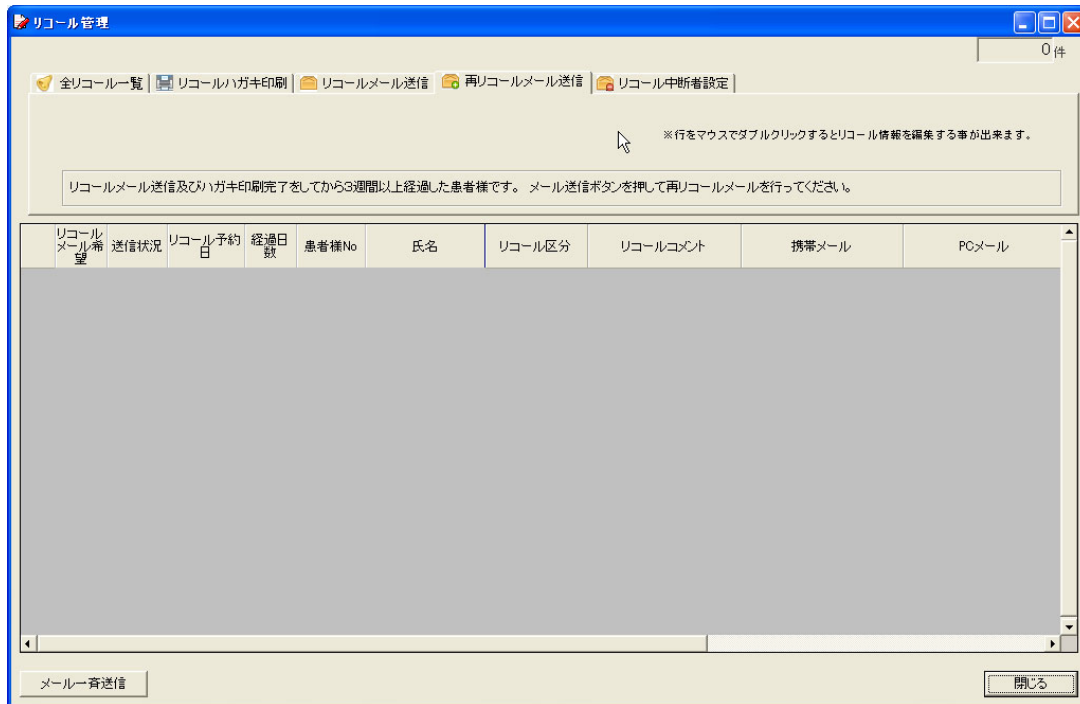 リコール管理
0件
全リコール一覧 リコールハガキ印刷 リコールメール送信 再リコールメール送信 リコール中断者設定
※行をマウスでダブルクリックするとリコール情報を編集する事が出来ます。
リコールメール送信及びハガキ印刷完了をしてから3週間以上経過した患者様です。 メール送信ボタンを押して再リコールメールを行ってください。
リコールメール希望 送信状況 リコール予約日 経過日数 患者様No 氏名 リコール区分 リコールコメント 携帯メール PCメール
メール一斉送信 閉じる